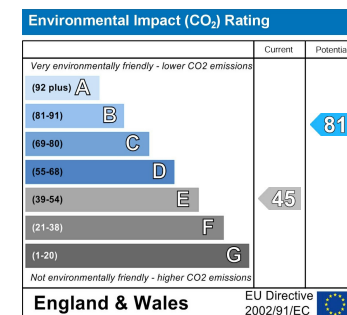 Environmental Impact (CO₂) Rating
Current Potentia
Very environmentally friendly - lower CO2 emissions
(92 plus) A
(81-91) B
81
(69-80) C
(55-68) D
(39-54) E
45
(21-38) F
(1-20) G
Not environmentally friendly - higher CO2 emissions
England & Wales
EU Directive
2002/91/EC